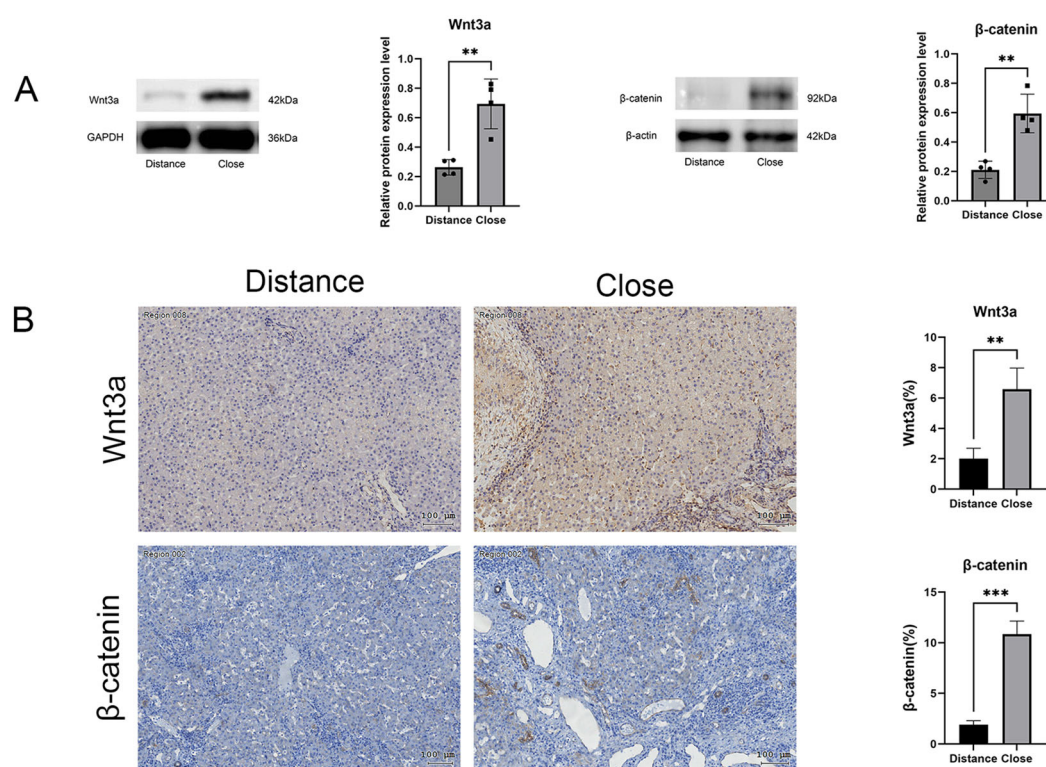 A
Wnt3a
42kDa
GAPDH
36kDa
Distance
Close
Wnt3a
Relative protein expression level
1.0
0.8
0.6
0.4
0.2
0.0
**
Distance Close
β-catenin
92kDa
β-actin
42kDa
Distance
Close
β-catenin
Relative protein expression level
1.0
0.8
0.6
0.4
0.2
0.0
**
Distance Close
B
Distance
Close
Wnt3a
Region 008
100 μm
Region 008
100 μm
Wnt3a
Wnt3a(%)
10
8
6
4
2
0
**
Distance Close
β-catenin
Region 002
100 μm
Region 002
100 μm
β-catenin
β-catenin(%)
15
10
5
0
***
Distance Close